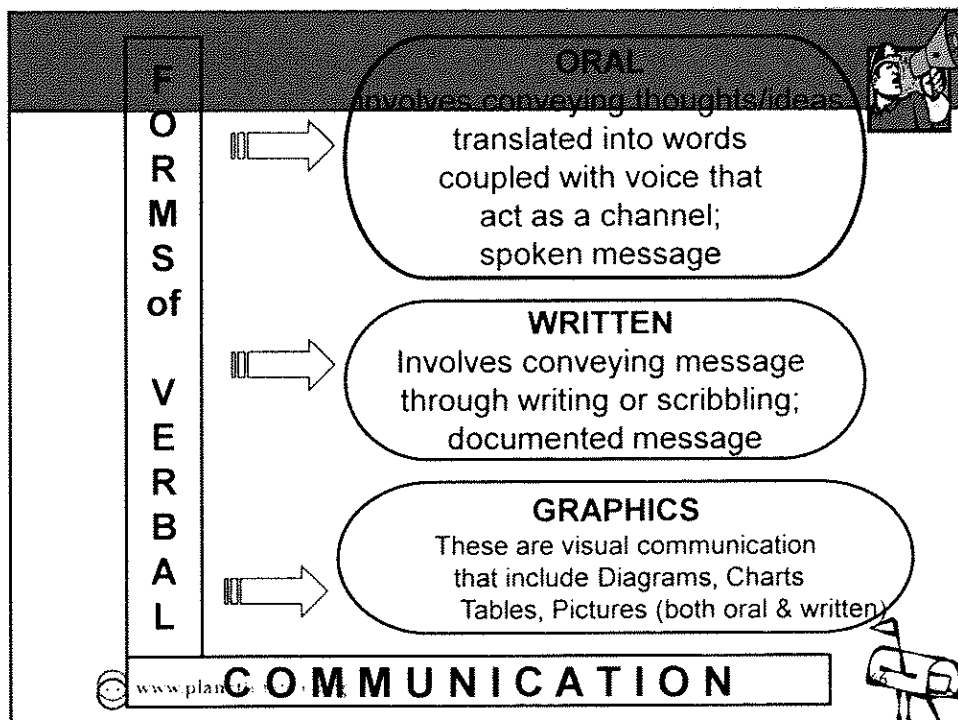 FORMS of VERBAL
COMMUNICATION
ORAL
Involves conveying thoughts/ideas
translated into words
coupled with voice that
act as a channel;
spoken message
WRITTEN
Involves conveying message
through writing or scribbling;
documented message
GRAPHICS
These are visual communication
that include Diagrams, Charts
Tables, Pictures (both oral & written)